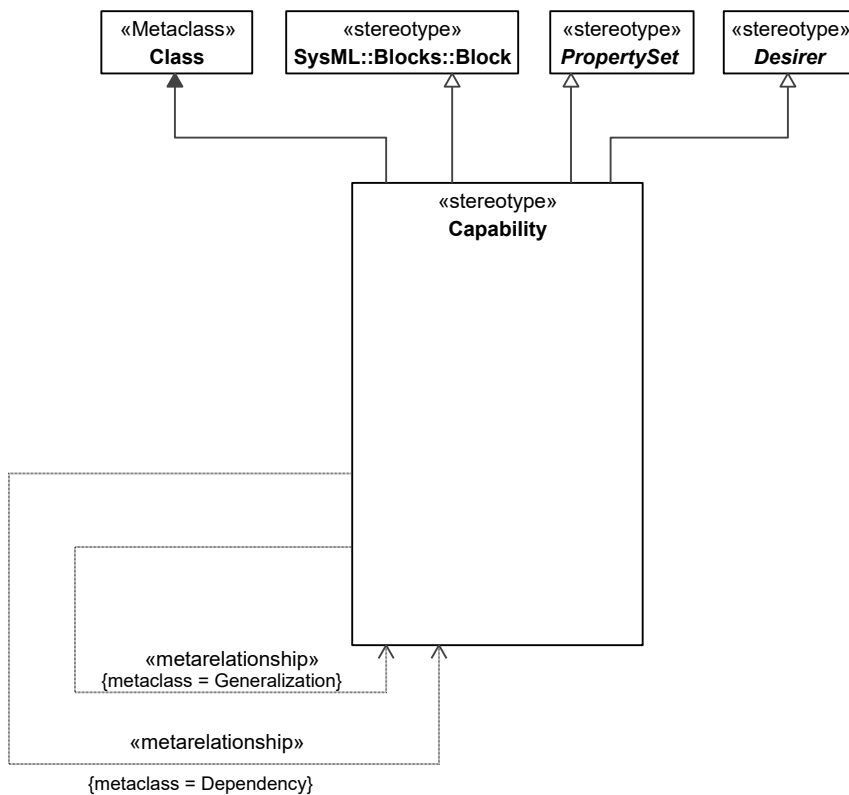 «Metaclass»
Class
«stereotype»
SysML::Blocks::Block
«stereotype»
PropertySet
«stereotype»
Desirer
«stereotype»
Capability
«metarelationship»
{metaclass = Generalization}
«metarelationship»
{metaclass = Dependency}